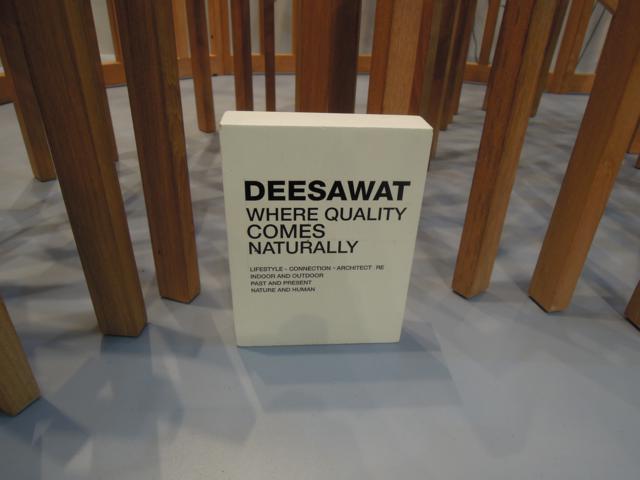 DEESAWAT
WHERE QUALITY
COMES
NATURALLY
LIFESTYLE - CONNECTION - ARCHITECT RE
INDOOR AND OUTDOOR
PAST AND PRESENT
NATURE AND HUMAN